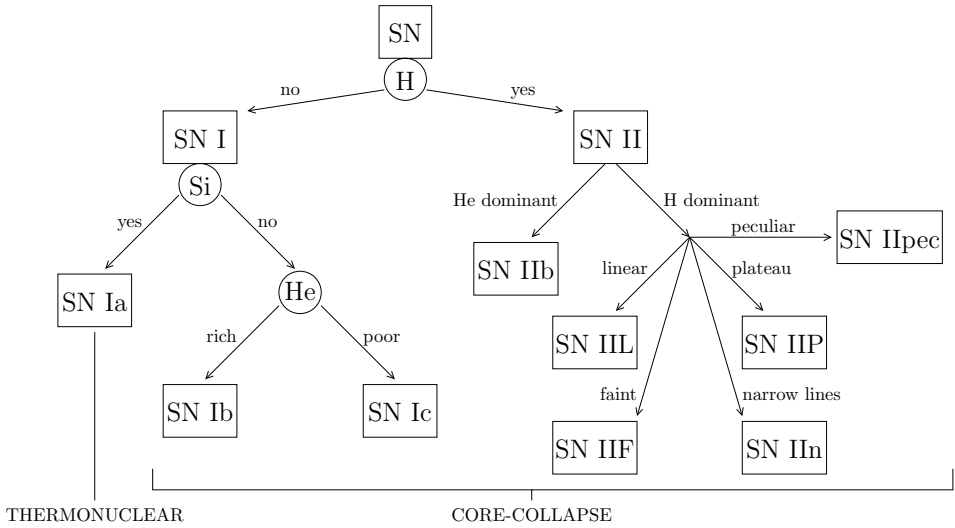 SN
H
no
yes
SN I
SN II
Si
yes
no
He dominant
H dominant
peculiar
SN IIpec
SN IIb
linear
plateau
SN Ia
He
rich
poor
SN IIL
SN IIP
faint
narrow lines
SN Ib
SN Ic
SN IIF
SN IIn
THERMONUCLEAR
CORE-COLLAPSE